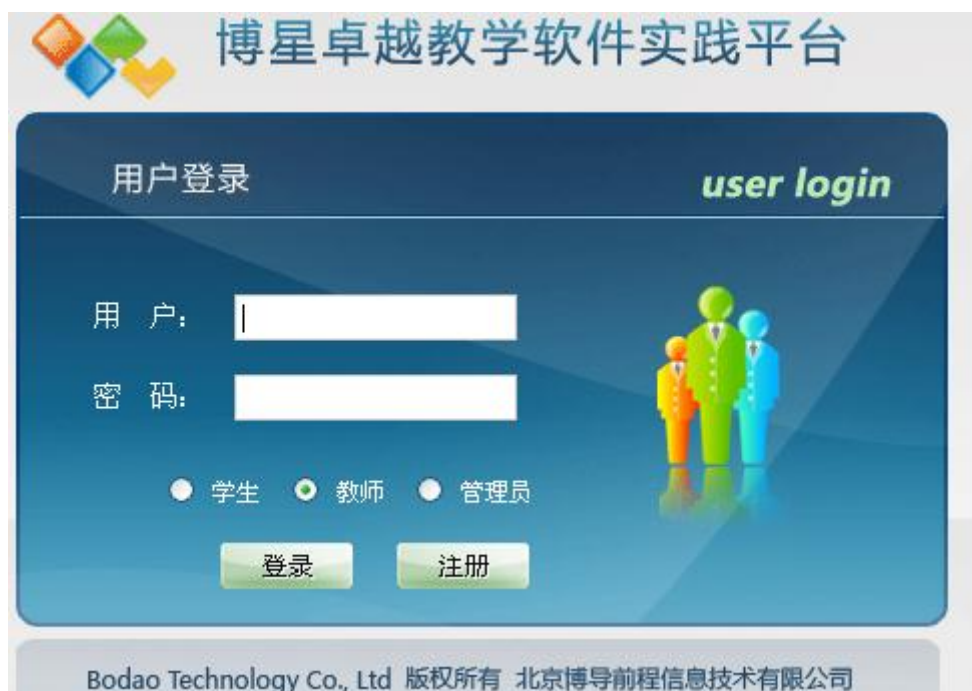 博星卓越教学软件实践平台
用户登录 user login
用 户:
密 码:
学生 教师 管理员
登录 注册
Bodao Technology Co., Ltd 版权所有 北京博导前程信息技术有限公司